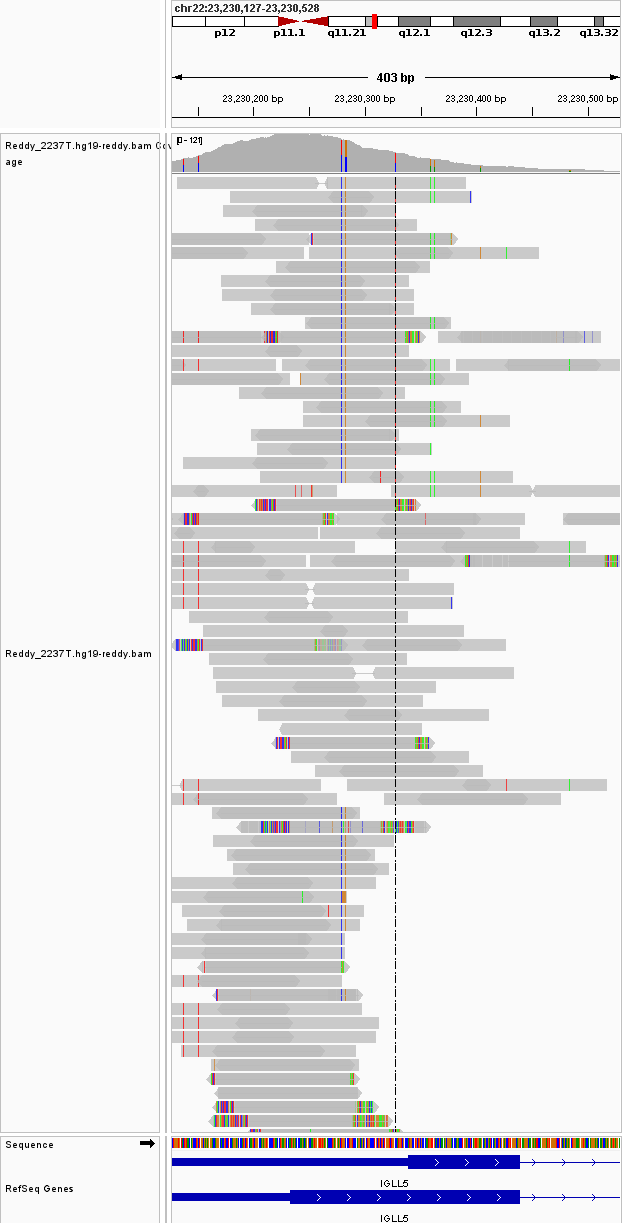 chr22:23,230,127-23,230,528
p12 p11.1 q11.21 q12.1 q12.3 q13.2 q13.32
403 bp
23,230,200 bp 23,230,300 bp 23,230,400 bp 23,230,500 bp
Reddy_2237T.hg19-reddy.bam Cov
age
[0 - 121]
Reddy_2237T.hg19-reddy.bam
Sequence
IGLL5
RefSeq Genes
IGLL5